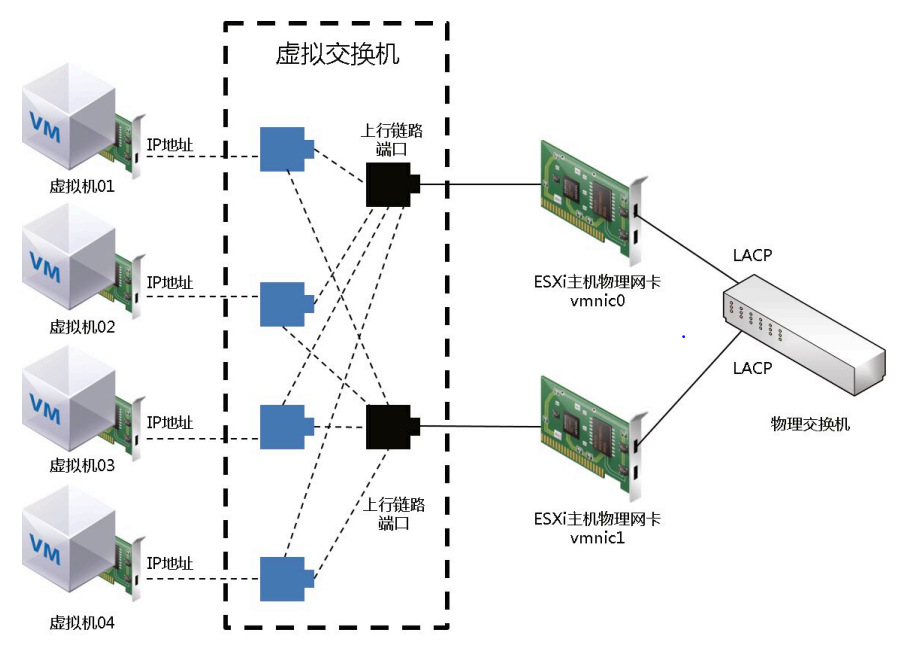 虚拟交换机
上行链路
端口
VM
IP地址
虚拟机01
VM
IP地址
虚拟机02
VM
IP地址
虚拟机03
VM
IP地址
虚拟机04
上行链路
端口
ESXi主机物理网卡
vmnic0
ESXi主机物理网卡
vmnic1
LACP
LACP
物理交换机